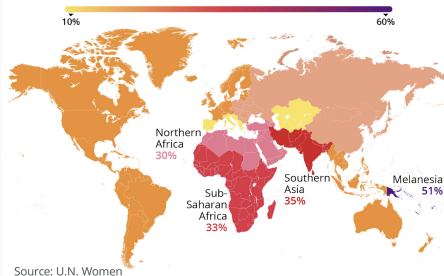 10%
60%
Northern
Africa
30%
Sub-
Saharan
Africa
33%
Southern
Asia
35%
Melanesia
51%
Source: U.N. Women